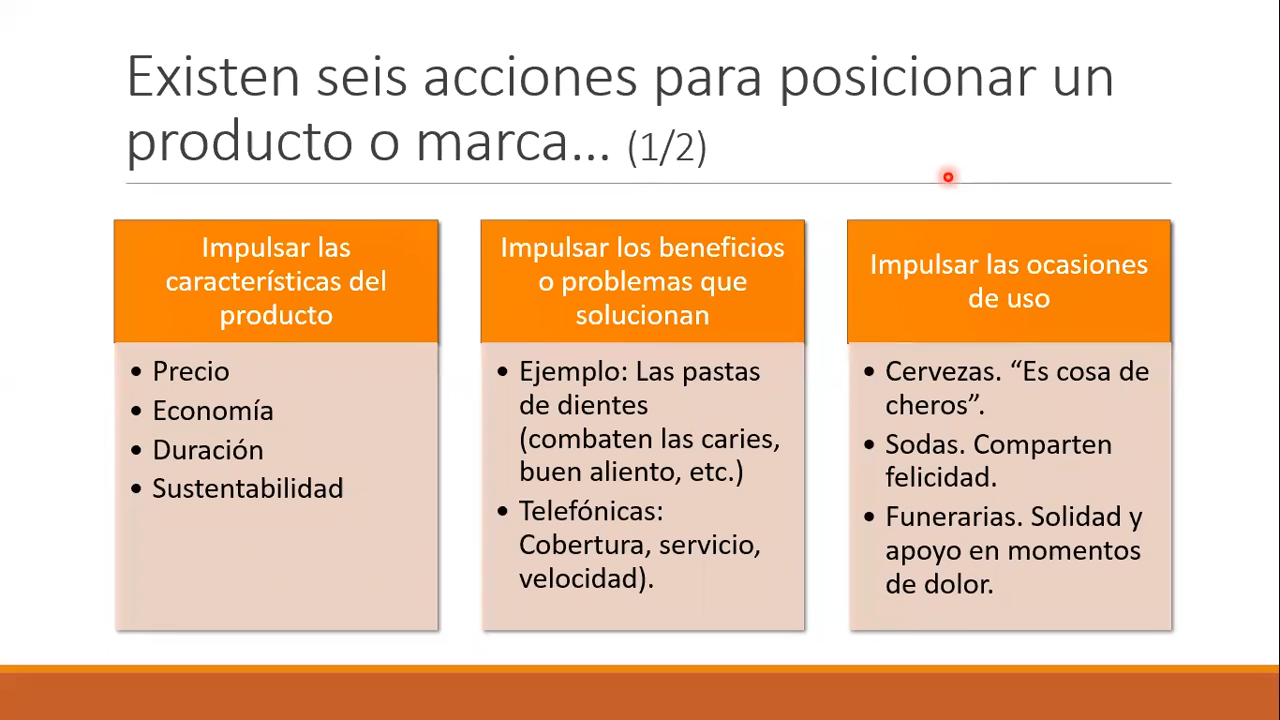 Existen seis acciones para posicionar un
producto o marca... (1/2)
Impulsar las
características del
producto
• Precio
• Economía
• Duración
• Sustentabilidad
Impulsar los beneficios
o problemas que
solucionan
• Ejemplo: Las pastas
de dientes
(combaten las caries,
buen aliento, etc.)
• Telefónicas:
Cobertura, servicio,
velocidad).
Impulsar las ocasiones
de uso
• Cervezas. “Es cosa de
cheros”.
• Sodas. Comparten
felicidad.
• Funerarias. Solidad y
apoyo en momentos
de dolor.